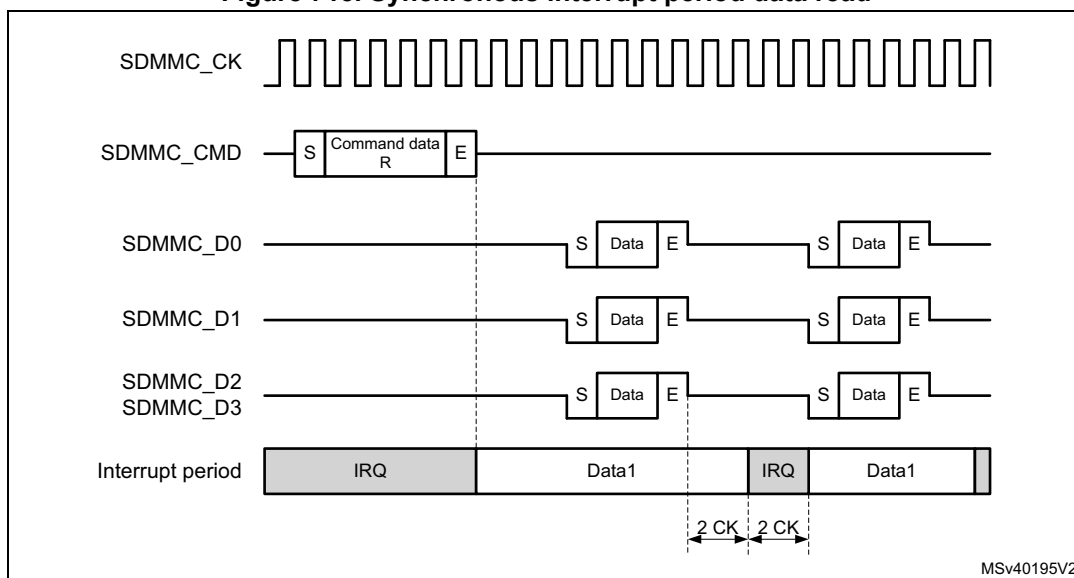 SDMMC_CK
SDMMC_CMD
S
Command data
R
E
SDMMC_D0
S Data E
S Data E
SDMMC_D1
S Data E
S Data E
SDMMC_D2
SDMMC_D3
S Data E
S Data E
Interrupt period
IRQ
Data1
IRQ
Data1
2 CK
2 CK
MSv40195V2